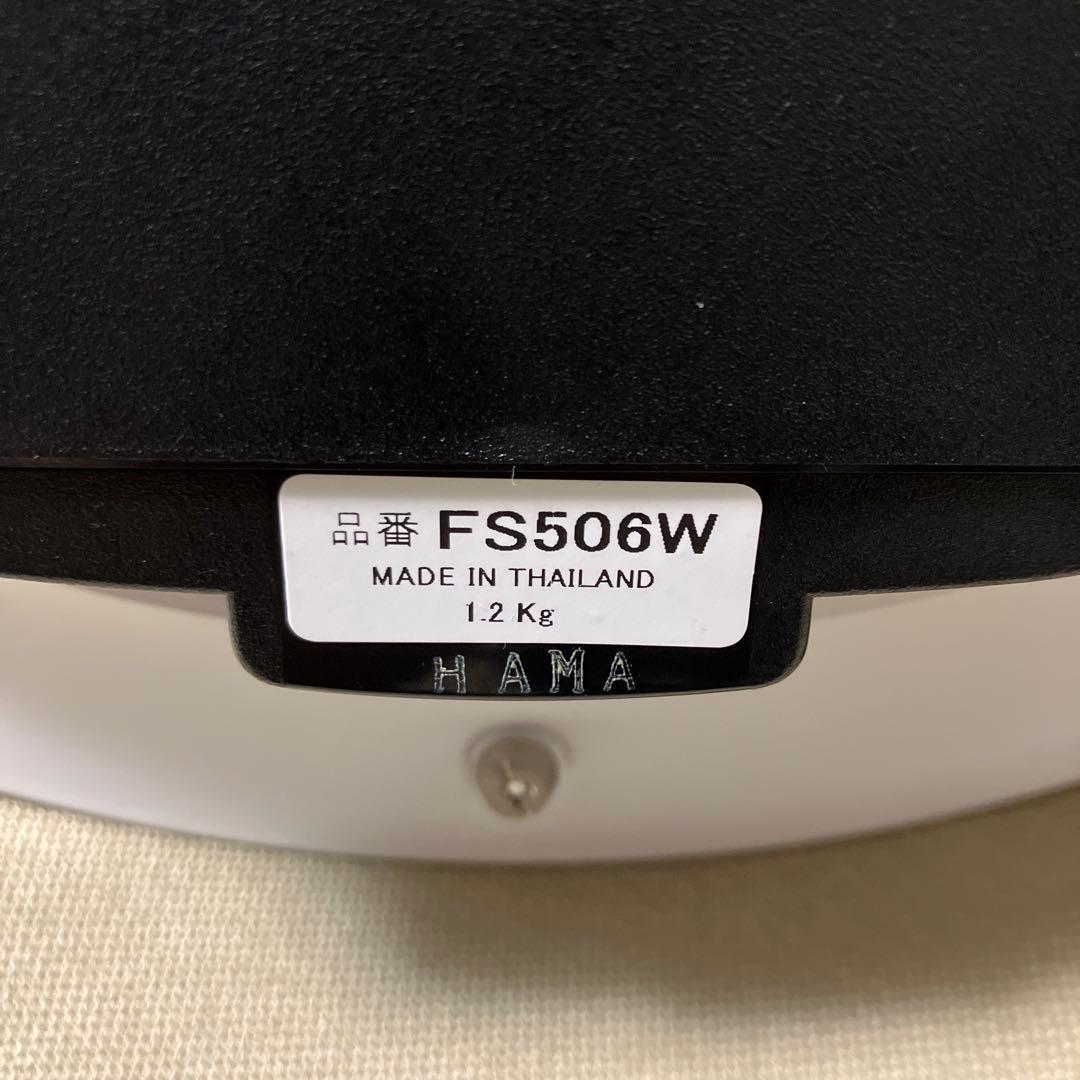 品番 FS506W
MADE IN THAILAND
1.2 Kg
HAMA